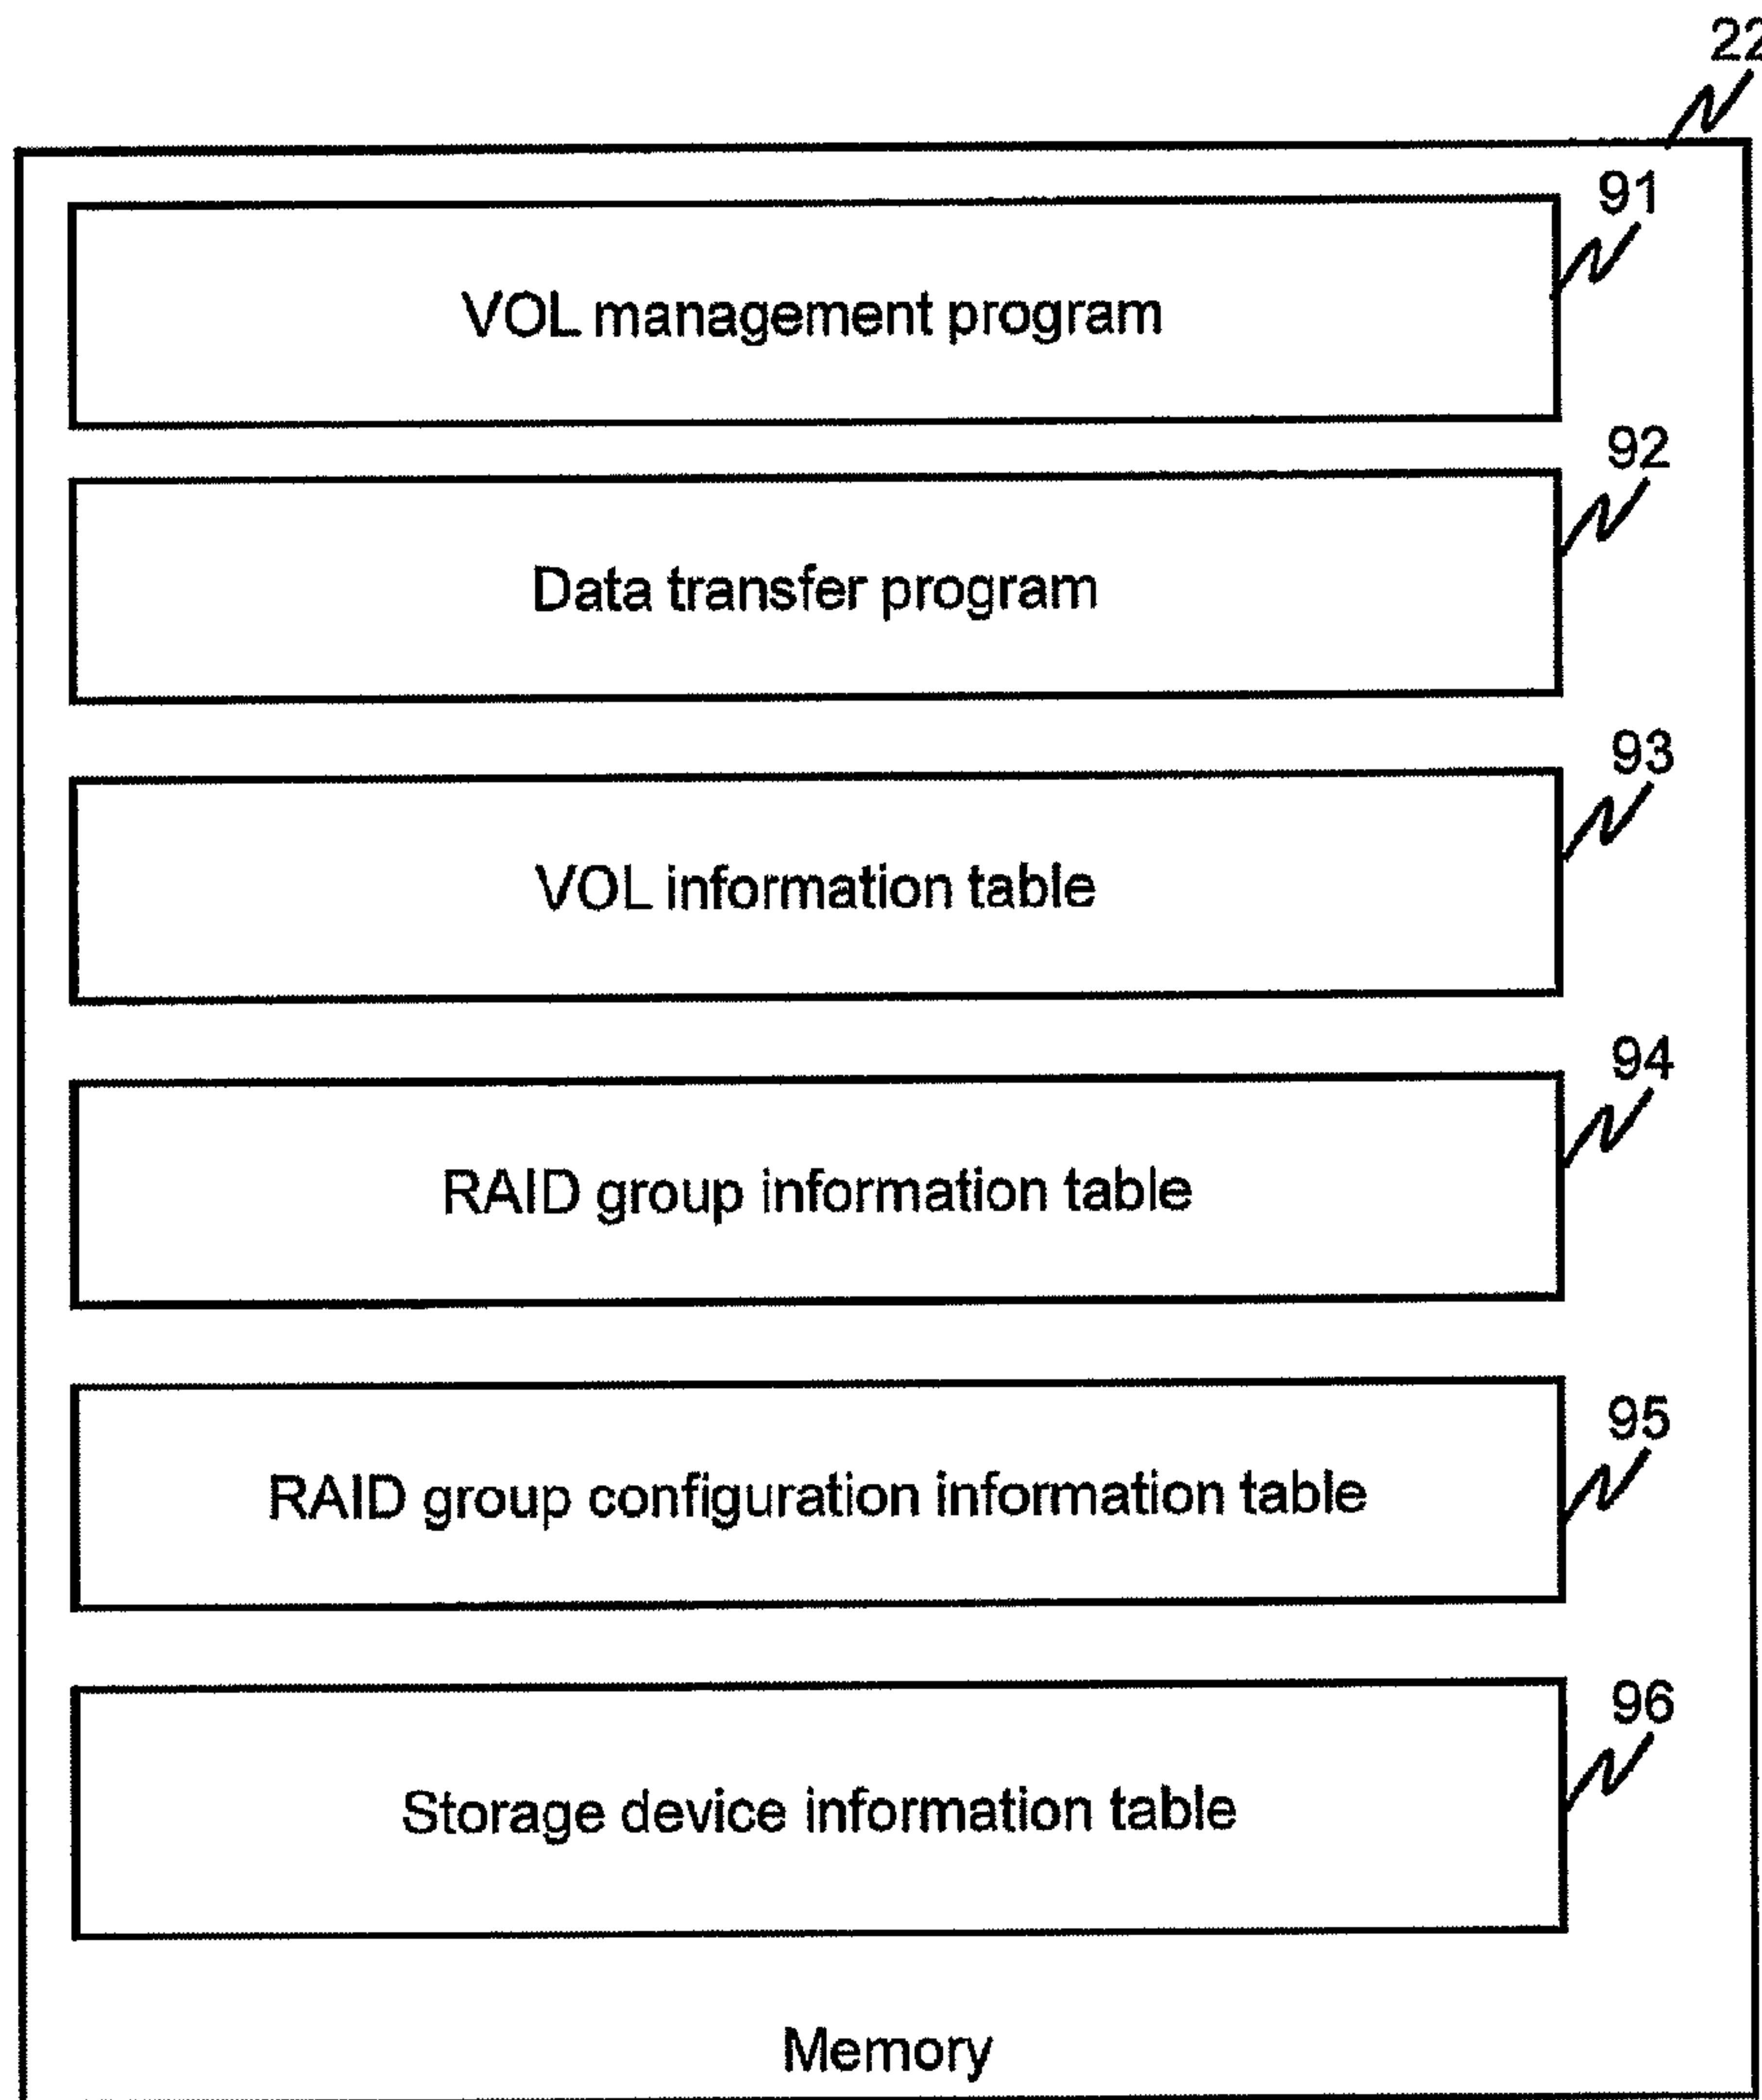 22
91
VOL management program
92
Data transfer program
93
VOL information table
94
RAID group information table
95
RAID group configuration information table
96
Storage device information table
Memory